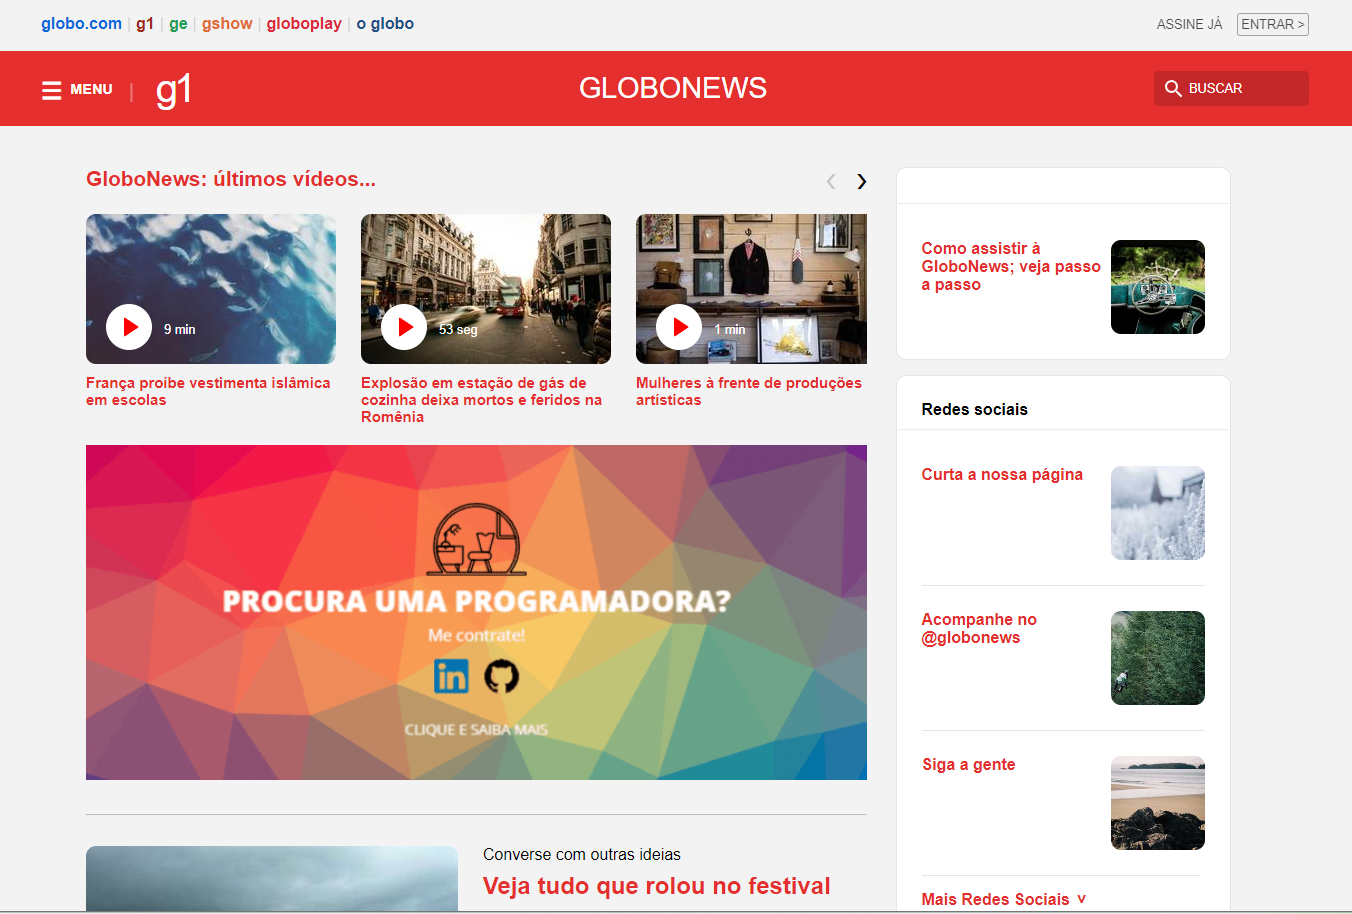 globo.com | g1 | ge | gshow | globoplay | o globo
ASSINE JÁ ENTRAR >
MENU | g1
GLOBONEWS
BUSCAR
GloboNews: últimos vídeos...
9 min
França proíbe vestimenta islâmica
em escolas
53 seg
Explosão em estação de gás de
cozinha deixa mortos e feridos na
Romênia
1 min
Mulheres à frente de produções
artísticas
PROCURA UMA PROGRAMADORA?
Me contrate!
in
CLIQUE E SAIBA MAIS
Converse com outras ideias
Veja tudo que rolou no festival
Como assistir à
GloboNews; veja passo
a passo
Redes sociais
Curta a nossa página
Acompanhe no
@globonews
Siga a gente
Mais Redes Sociais v